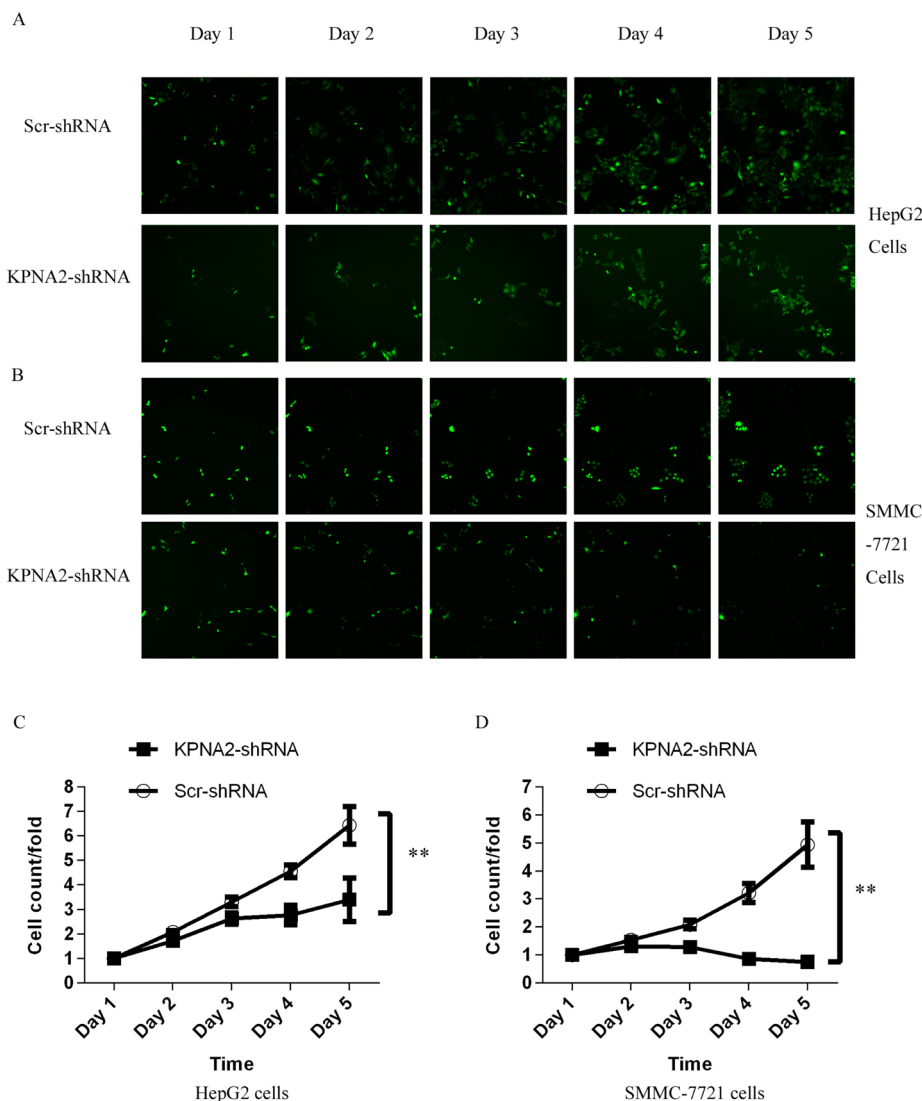 A
Day 1 Day 2 Day 3 Day 4 Day 5
Scr-shRNA
HepG2
Cells
KPNA2-shRNA
B
Scr-shRNA
SMMC
-7721
Cells
KPNA2-shRNA
C
KPNA2-shRNA
Scr-shRNA
Cell count/fold
8
7
6
5
4
3
2
1
0
**
Day 1 Day 2 Day 3 Day 4 Day 5
Time
HepG2 cells
D
KPNA2-shRNA
Scr-shRNA
Cell count/fold
7
6
5
4
3
2
1
0
**
Day 1 Day 2 Day 3 Day 4 Day 5
Time
SMMC-7721 cells